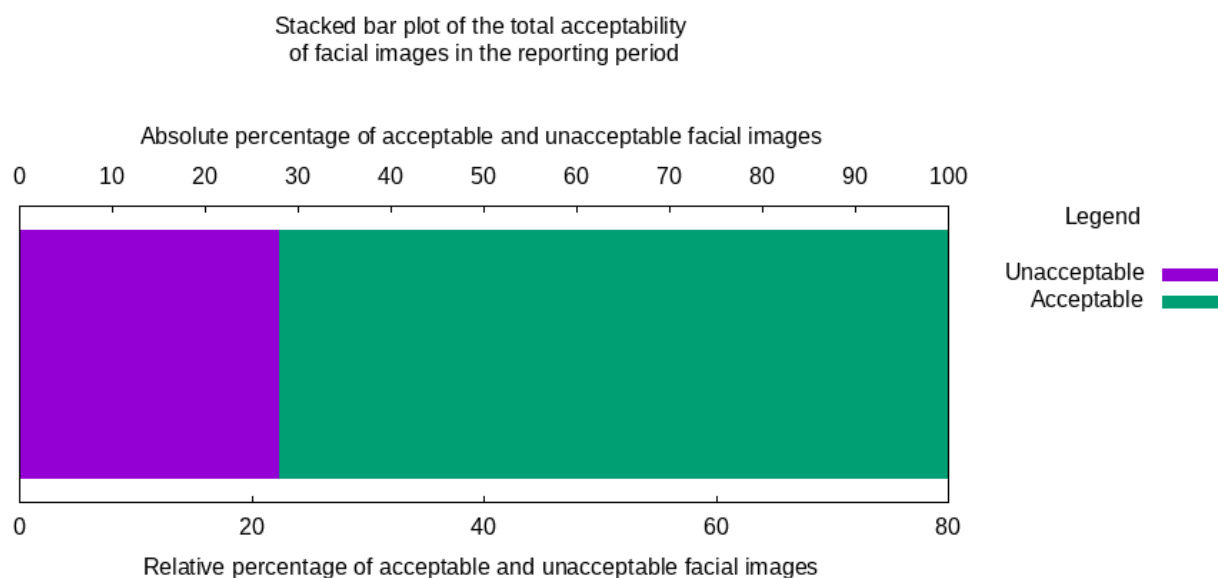 Stacked bar plot of the total acceptability
of facial images in the reporting period
Absolute percentage of acceptable and unacceptable facial images
0 10 20 30 40 50 60 70 80 90 100
Legend
Unacceptable
Acceptable
0 20 40 60 80
Relative percentage of acceptable and unacceptable facial images